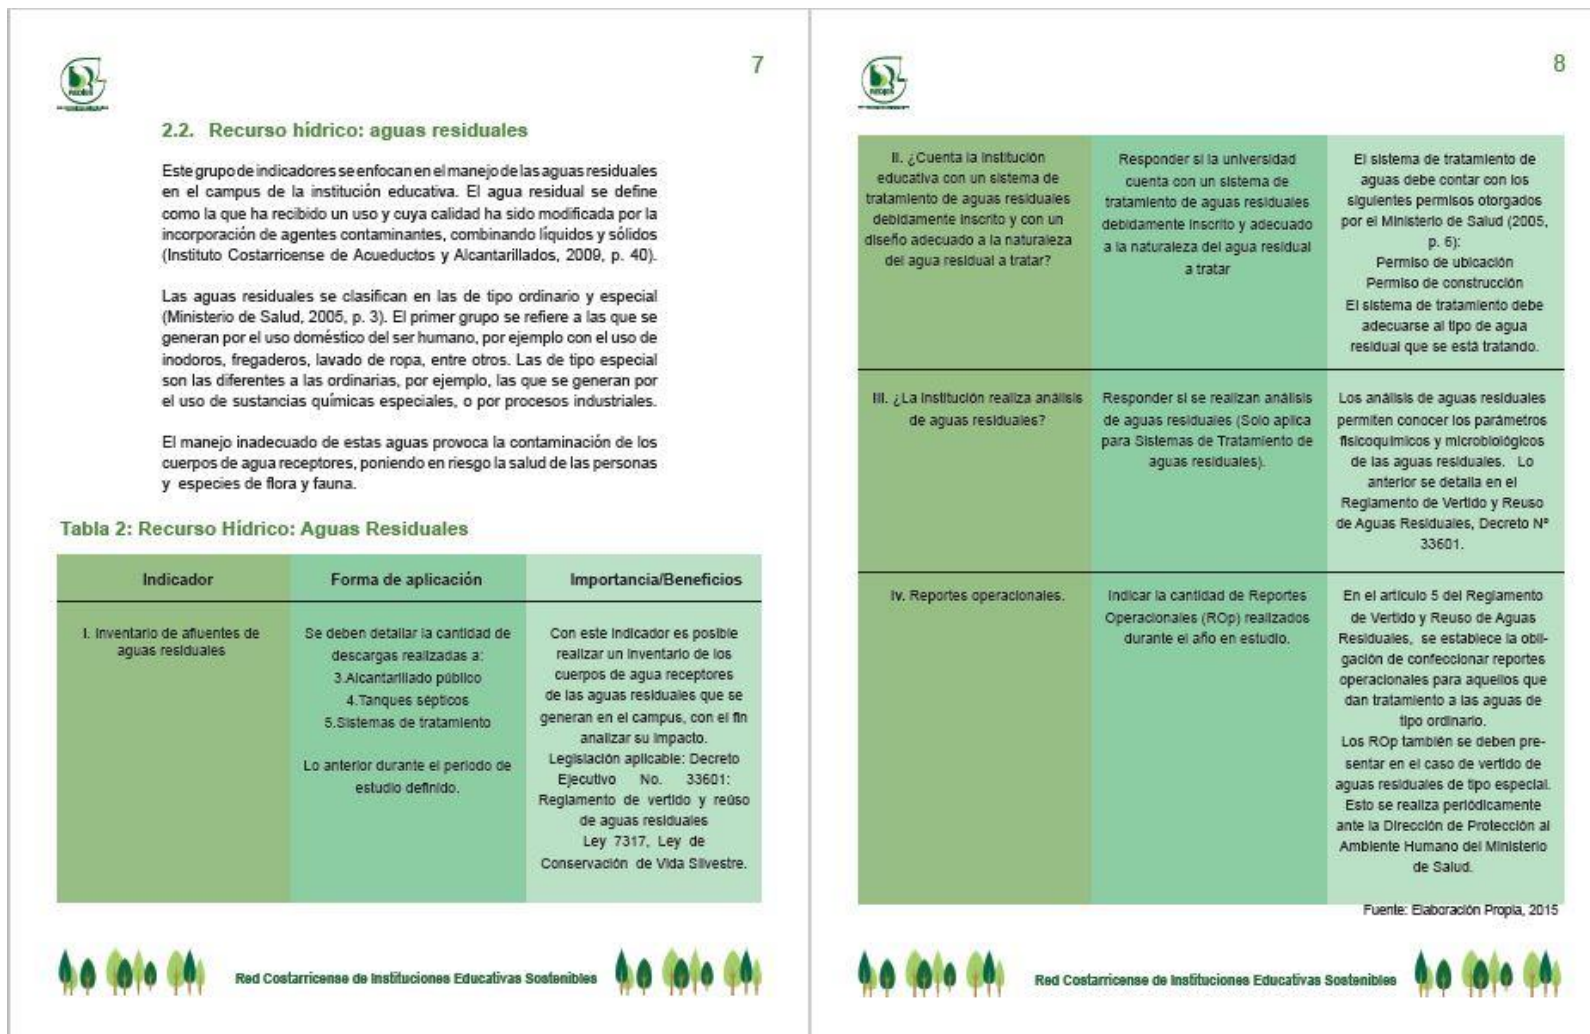 7
2.2. Recurso hídrico: aguas residuales
Este grupo de indicadores se enfocan en el manejo de las aguas residuales
en el campus de la institución educativa. El agua residual se define
como la que ha recibido un uso y cuya calidad ha sido modificada por la
incorporación de agentes contaminantes, combinando líquidos y sólidos
(Instituto Costarricense de Acueductos y Alcantarillados, 2009, p. 40).
Las aguas residuales se clasifican en las de tipo ordinario y especial
(Ministerio de Salud, 2005, p. 3). El primer grupo se refiere a las que se
generan por el uso doméstico del ser humano, por ejemplo con el uso de
inodoros, fregaderos, lavado de ropa, entre otros. Las de tipo especial
son las diferentes a las ordinarias, por ejemplo, las que se generan por
el uso de sustancias químicas especiales, o por procesos industriales.
El manejo inadecuado de estas aguas provoca la contaminación de los
cuerpos de agua receptores, poniendo en riesgo la salud de las personas
y especies de flora y fauna.
Tabla 2: Recurso Hídrico: Aguas Residuales
Indicador
Forma de aplicación
Importancia/Beneficios
I. Inventario de afluentes de
aguas residuales
Se deben detallar la cantidad de
descargas realizadas a:
3.Alcantarillado público
4.Tanques sépticos
5.Sistemas de tratamiento
Lo anterior durante el periodo de
estudio definido.
Con este indicador es posible
realizar un inventario de los
cuerpos de agua receptores
de las aguas residuales que se
generan en el campus, con el fin
analizar su impacto.
Legislación aplicable: Decreto
Ejecutivo No. 33601:
Reglamento de vertido y reúso
de aguas residuales
Ley 7317, Ley de
Conservación de Vida Silvestre.
Red Costarricense de Instituciones Educativas Sostenibles
8
II. ¿Cuenta la institución
educativa con un sistema de
tratamiento de aguas residuales
debidamente inscrito y con un
diseño adecuado a la naturaleza
del agua residual a tratar?
Responder si la universidad
cuenta con un sistema de
tratamiento de aguas residuales
debidamente inscrito y adecuado
a la naturaleza del agua residual
a tratar
El sistema de tratamiento de
aguas debe contar con los
siguientes permisos otorgados
por el Ministerio de Salud (2005,
p. 6):
Permiso de ubicación
Permiso de construcción
El sistema de tratamiento debe
adecuarse al tipo de agua
residual que se está tratando.
III. ¿La institución realiza análisis
de aguas residuales?
Responder si se realizan análisis
de aguas residuales (Solo aplica
para Sistemas de Tratamiento de
aguas residuales).
Los análisis de aguas residuales
permiten conocer los parámetros
fisicoquímicos y microbiológicos
de las aguas residuales. Lo
anterior se detalla en el
Reglamento de Vertido y Reuso
de Aguas Residuales, Decreto Nº
33601.
iv. Reportes operacionales.
Indicar la cantidad de Reportes
Operacionales (ROp) realizados
durante el año en estudio.
En el artículo 5 del Reglamento
de Vertido y Reuso de Aguas
Residuales, se establece la obli-
gación de confeccionar reportes
operacionales para aquellos que
dan tratamiento a las aguas de
tipo ordinario.
Los ROp también se deben pre-
sentar en el caso de vertido de
aguas residuales de tipo especial.
Esto se realiza periódicamente
ante la Dirección de Protección al
Ambiente Humano del Ministerio
de Salud.
Fuente: Elaboración Propia, 2015
Red Costarricense de Instituciones Educativas Sostenibles